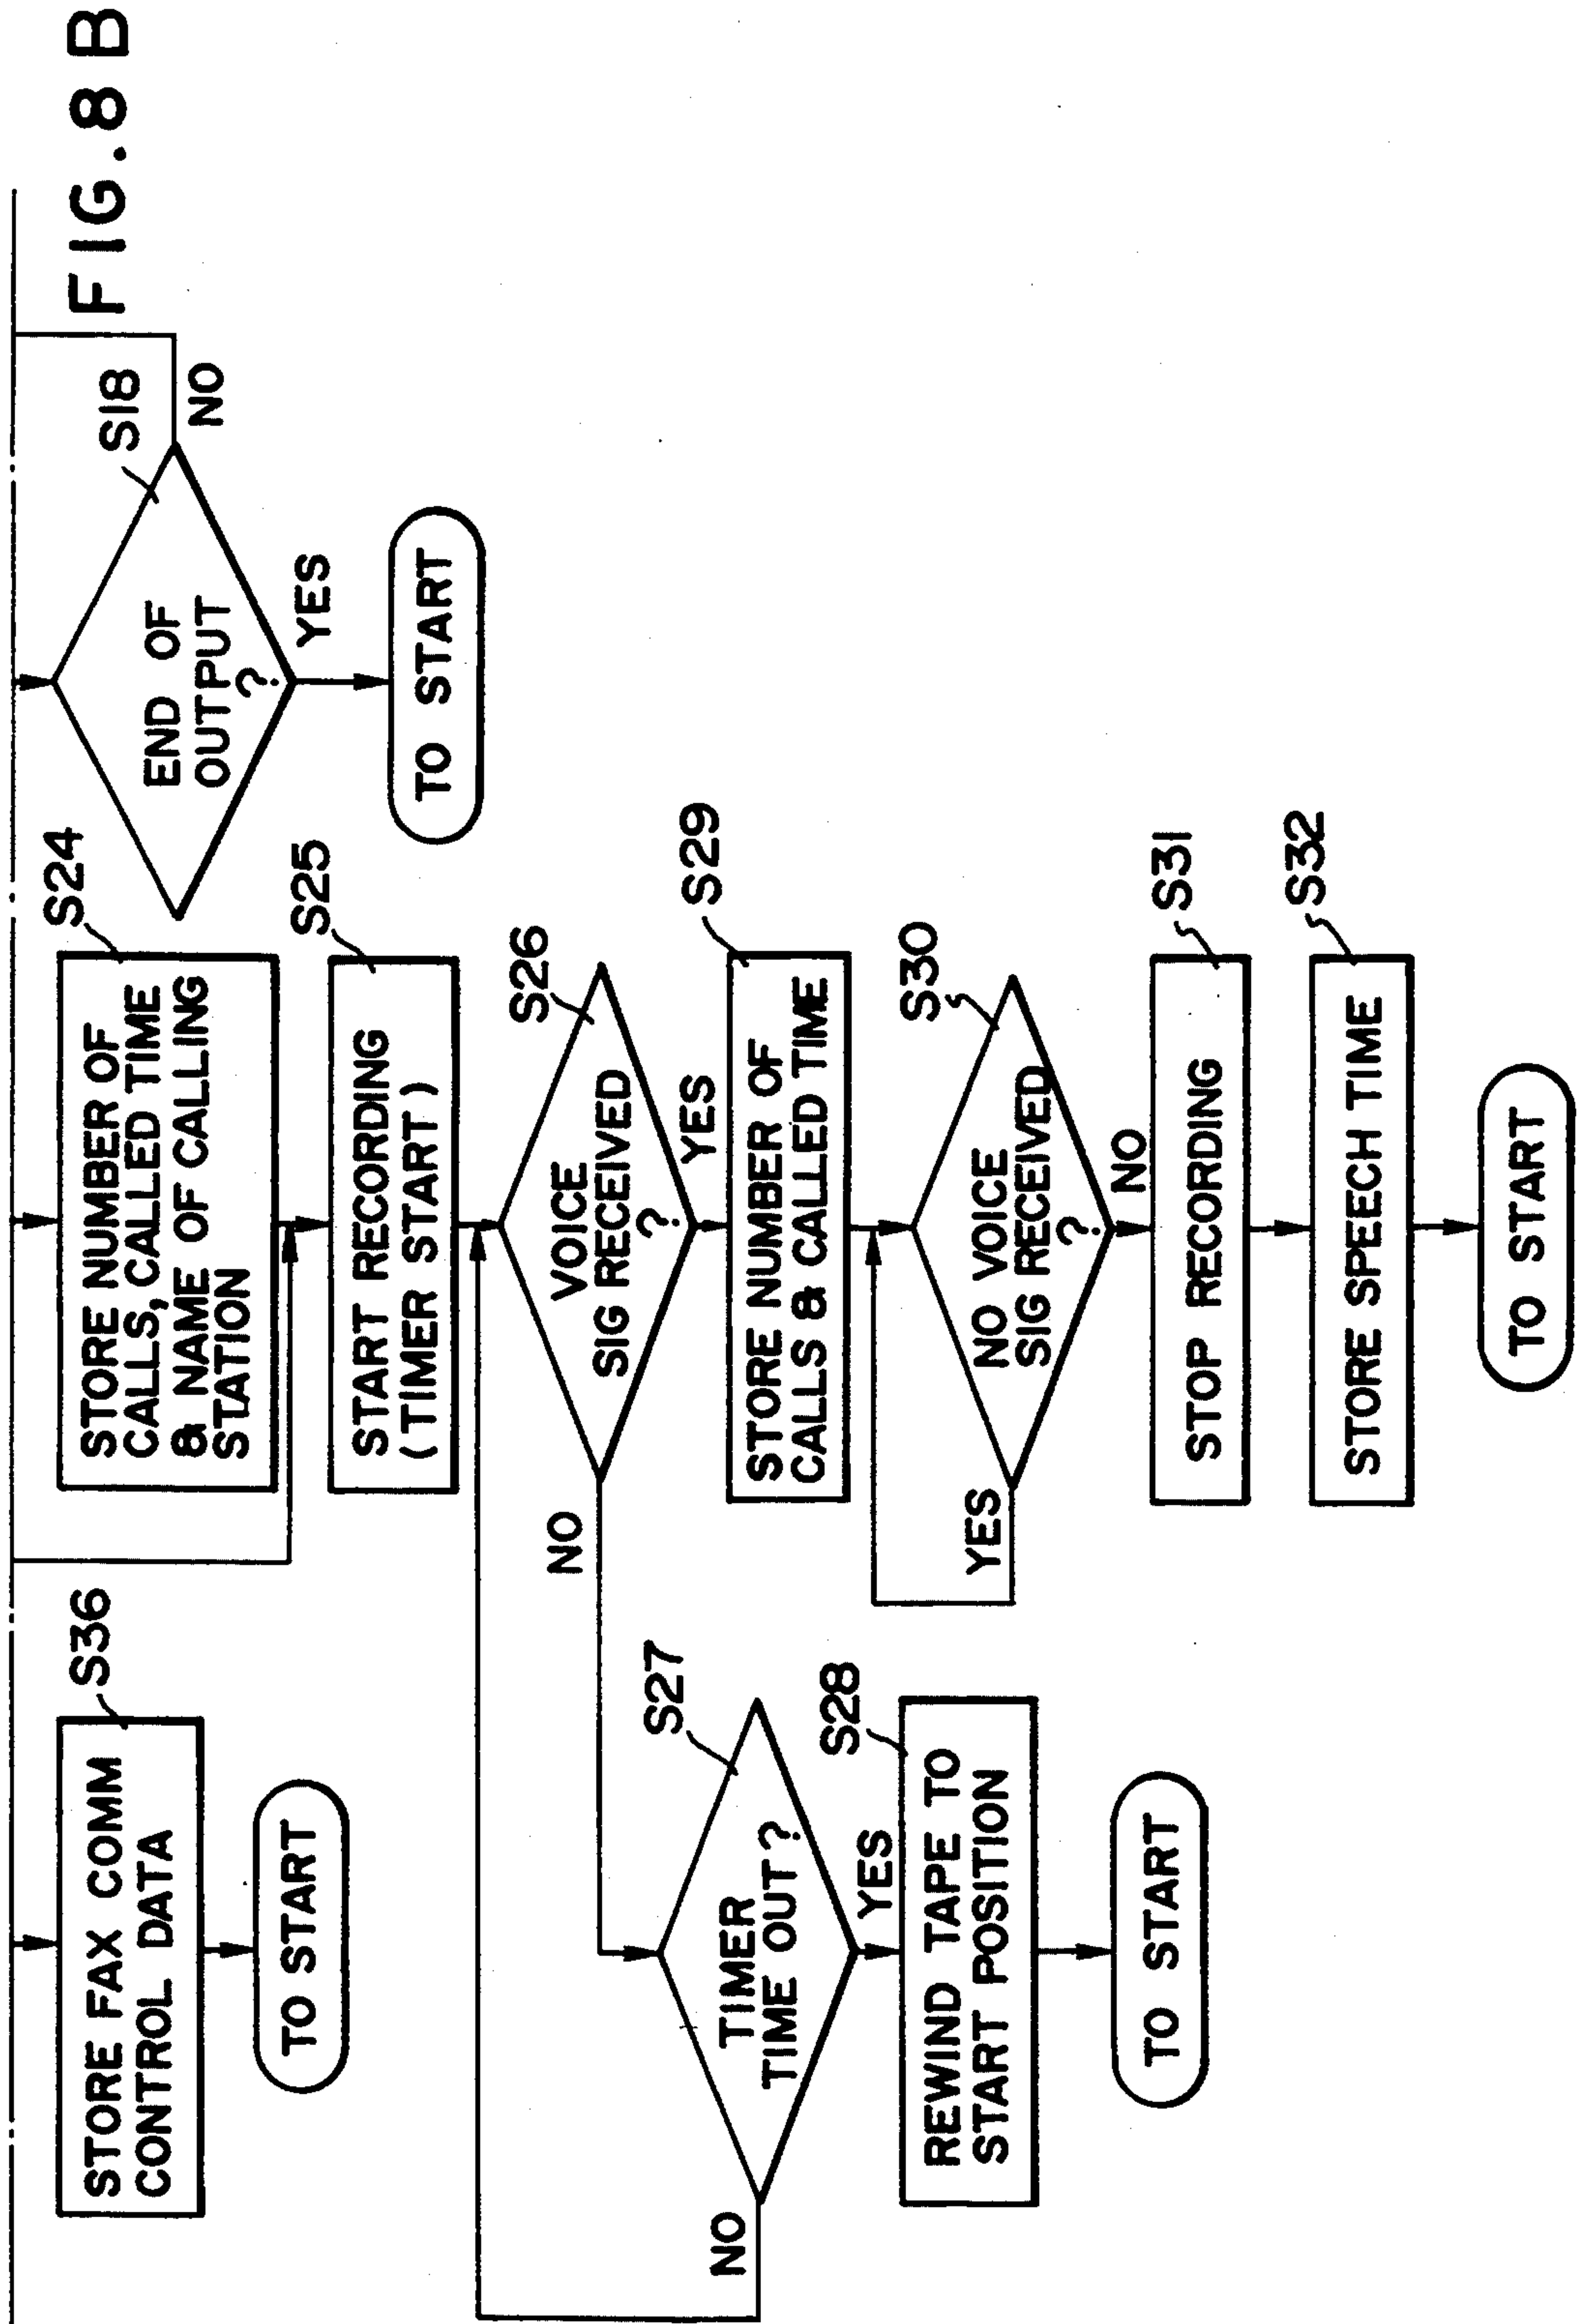 FIG. 8 B
S36
STORE FAX COMM
CONTROL DATA
TO START
S24
STORE NUMBER OF
CALLS, CALLED TIME
& NAME OF CALLING
STATION
S25
START RECORDING
(TIMER START)
S26
VOICE
SIG RECEIVED
?
NO
YES
S27
TIMER
TIME OUT?
NO
YES
S28
REWIND TAPE TO
START POSITION
TO START
S29
STORE NUMBER OF
CALLS & CALLED TIME
S30
NO VOICE
SIG RECEIVED
?
YES
NO
S31
STOP RECORDING
S32
STORE SPEECH TIME
TO START
S18
END OF
OUTPUT
?
NO
YES
TO START